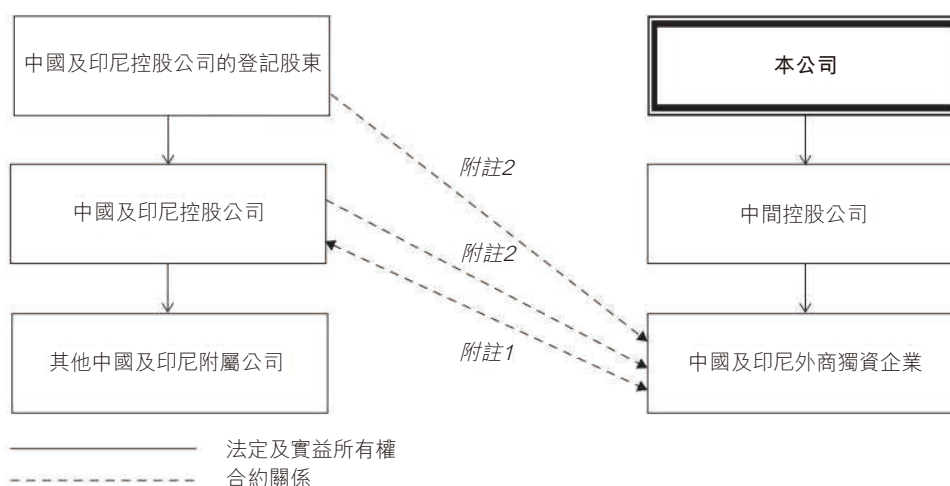 中國及印尼控股公司的登記股東
本公司
附註2
中國及印尼控股公司
中間控股公司
附註2
附註1
其他中國及印尼附屬公司
中國及印尼外商獨資企業
法定及實益所有權
合約關係